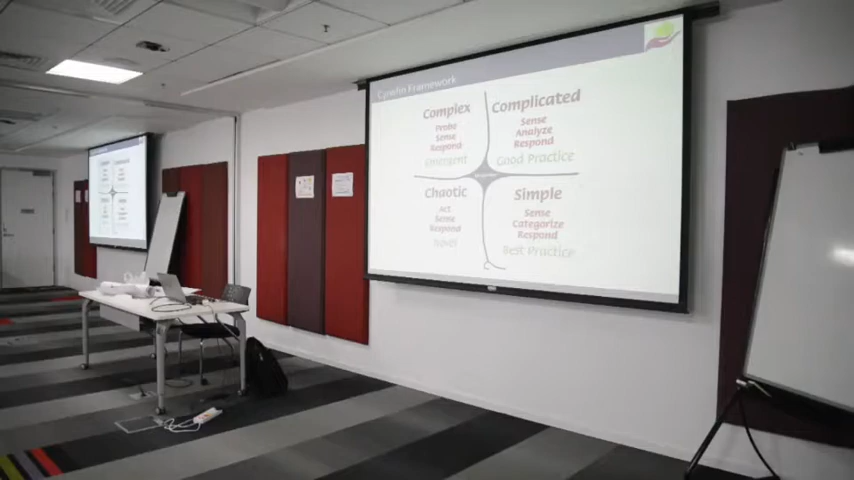 Cynefin Framework
Complex
Probe
Sense
Respond
Emergent
Complicated
Sense
Analyze
Respond
Good Practice
Chaotic
Act
Sense
Respond
Novel
Simple
Sense
Categorize
Respond
Best Practice